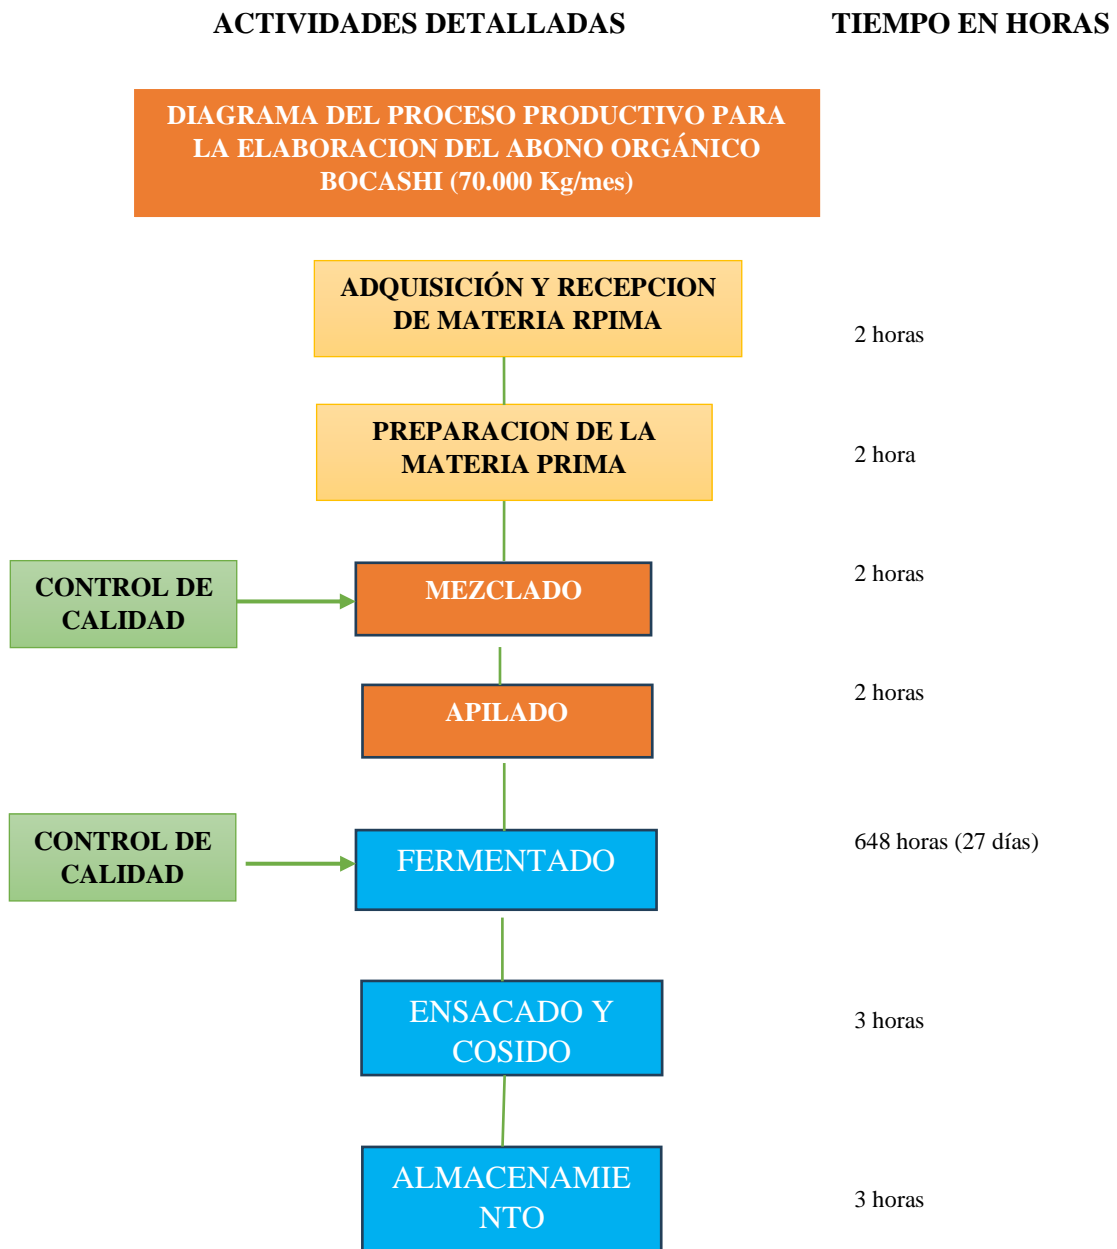 ACTIVIDADES DETALLADAS
TIEMPO EN HORAS
DIAGRAMA DEL PROCESO PRODUCTIVO PARA
LA ELABORACION DEL ABONO ORGÁNICO
BOCASHI (70.000 Kg/mes)
ADQUISICIÓN Y RECEPCION
DE MATERIA RPIMA
2 horas
PREPARACION DE LA
MATERIA PRIMA
2 hora
CONTROL DE
CALIDAD
MEZCLADO
2 horas
APILADO
2 horas
CONTROL DE
CALIDAD
FERMENTADO
648 horas (27 días)
ENSACADO Y
COSIDO
3 horas
ALMACENAMIE
NTO
3 horas